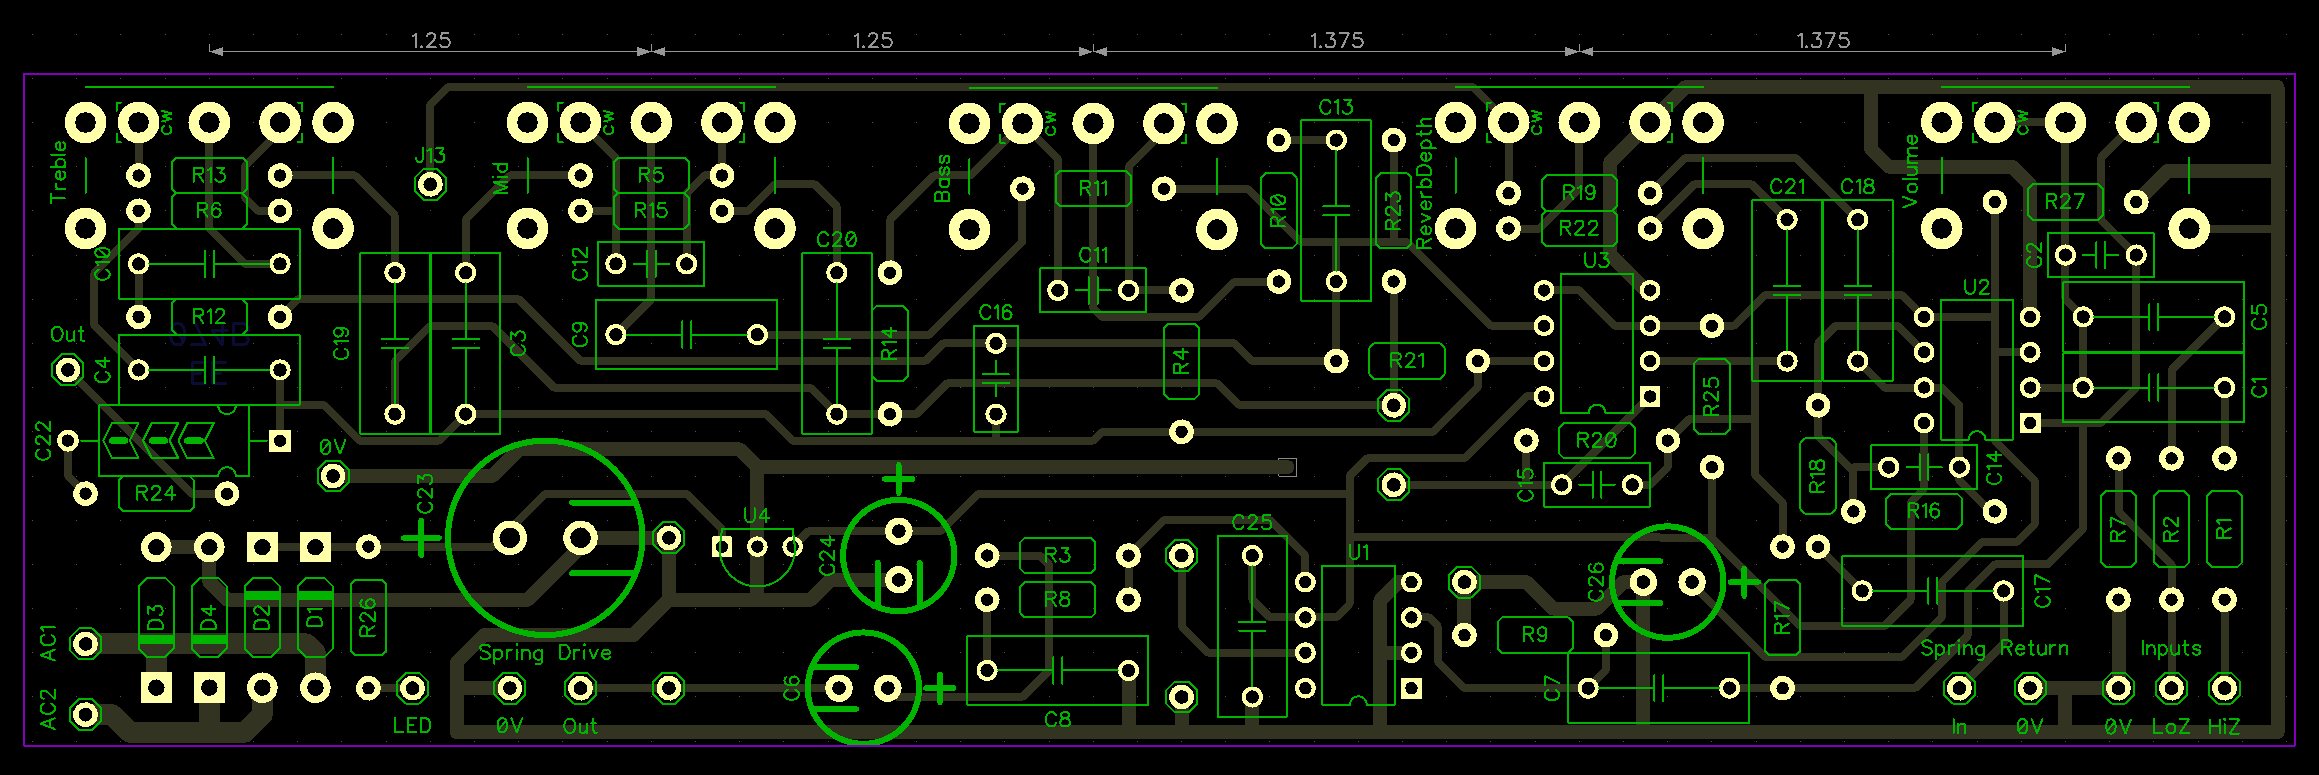 1.25 1.25 1.375 1.375
C13
cw cw cw cw cw
J13
Treble R13 Mid R5 Bass R11 R10 R23 ReverbDepth R19 C21 C18 Volume R27
R6 R15 R22
C10 C12 C20 C11 U3 C2
R12 C9 C16 U2 C5
074B
Out C19 C3 R14 R4 R21
C4 C1
R25
C22 0V R20
R24 C23 C15 R18 C14
U4 C24 C25 R16 R7 R2 R1
R3 U1
D3 D4 D2 D1 R26 R8 C26 R17 C17
AC1 Spring Drive R9 Spring Return Inputs
AC2 C6 C7
LED 0V Out C8 In 0V 0V LoZ HiZ